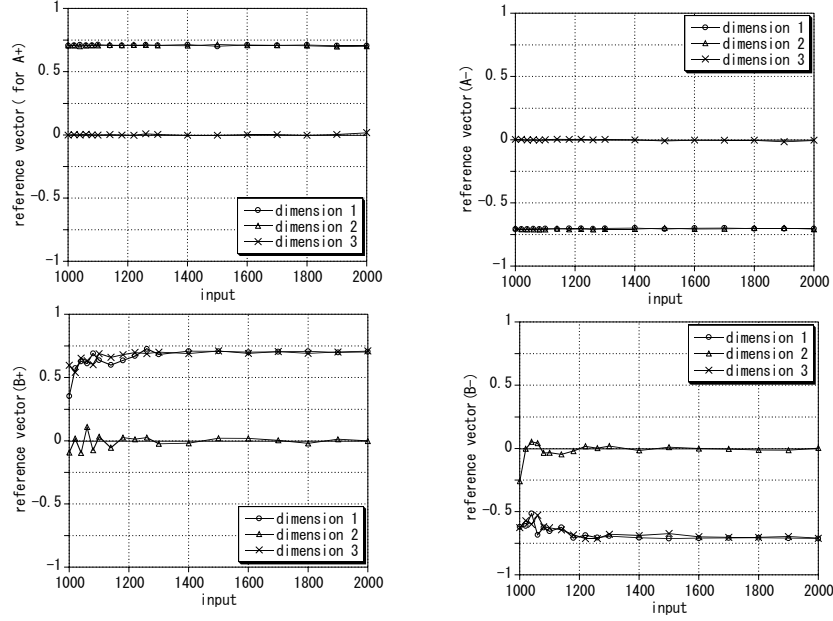 reference vector( for A+)
1
0.5
0
-0.5
-1
dimension 1
dimension 2
dimension 3
1000 1200 1400 1600 1800 2000
input
reference vector(A-)
1
0.5
0
-0.5
-1
dimension 1
dimension 2
dimension 3
1000 1200 1400 1600 1800 2000
input
reference vector(B+)
1
0.5
0
-0.5
-1
dimension 1
dimension 2
dimension 3
1000 1200 1400 1600 1800 2000
input
reference vector(B-)
1
0.5
0
-0.5
-1
dimension 1
dimension 2
dimension 3
1000 1200 1400 1600 1800 2000
input